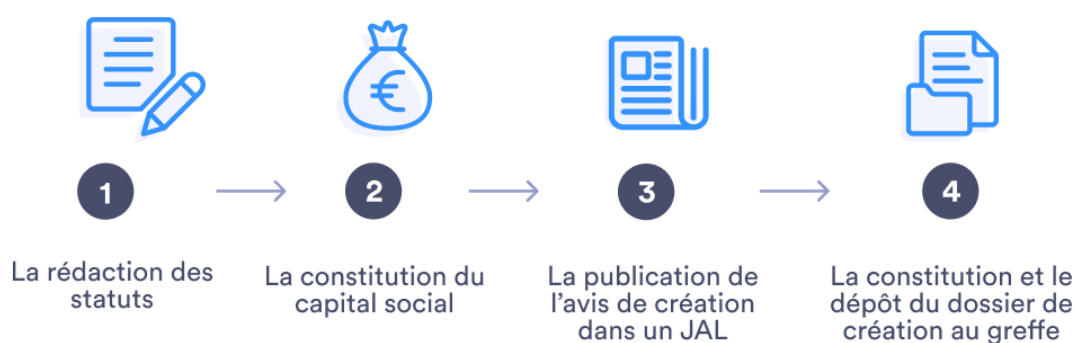 €
1
2
3
4
La rédaction des
statuts
La constitution du
capital social
La publication de
l'avis de création
dans un JAL
La constitution et le
dépôt du dossier de
création au greffe